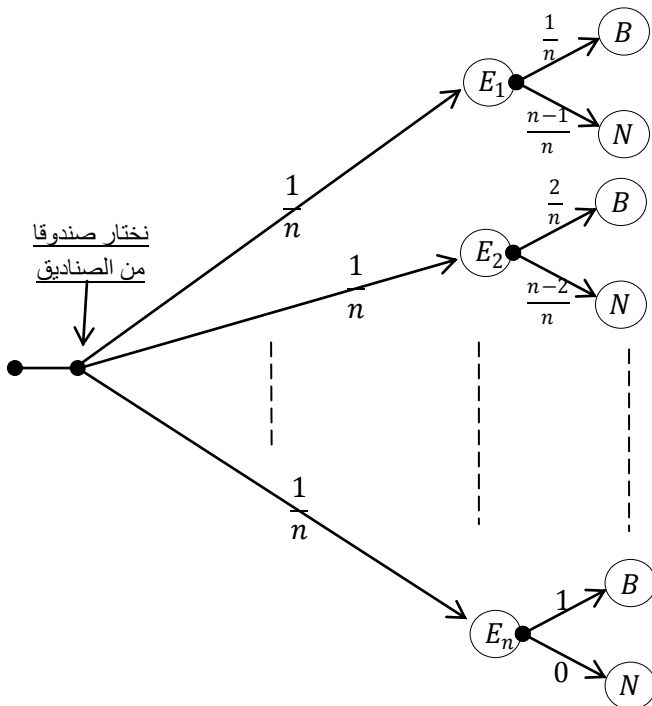 1/n
B
E₁
n−1/n
N
1/n
2/n
B
نختار صندوقا
من الصناديق
1/n
E₂
n−2/n
N
1/n
1
B
Eₙ
0
N